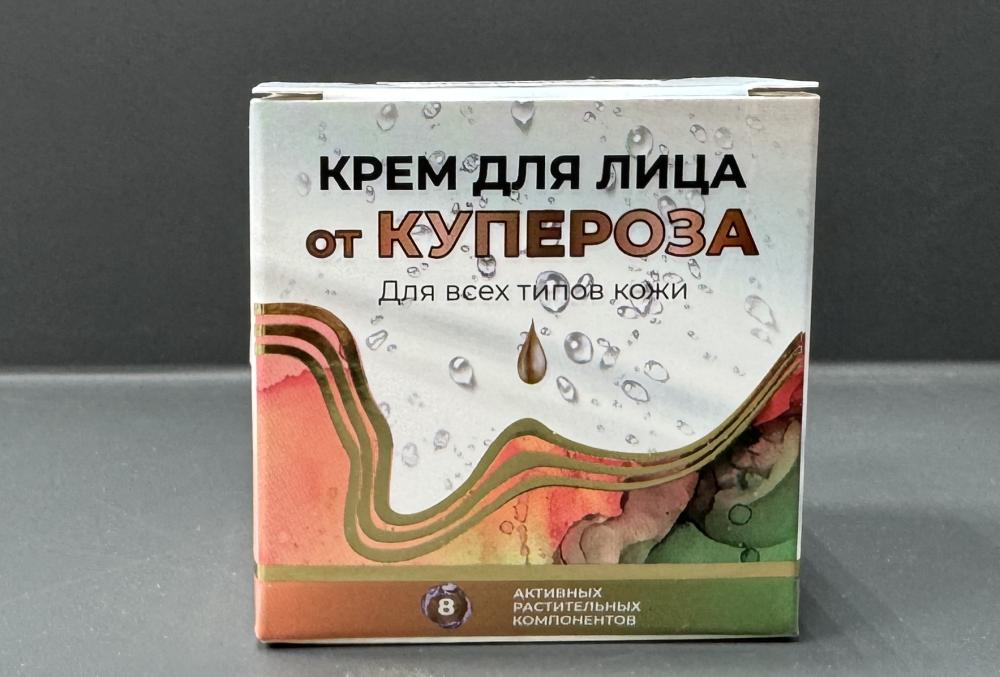 КРЕМ ДЛЯ ЛИЦА
от КУПЕРОЗА
Для всех типов кожи
8
АКТИВНЫХ
РАСТИТЕЛЬНЫХ
КОМПОНЕНТОВ